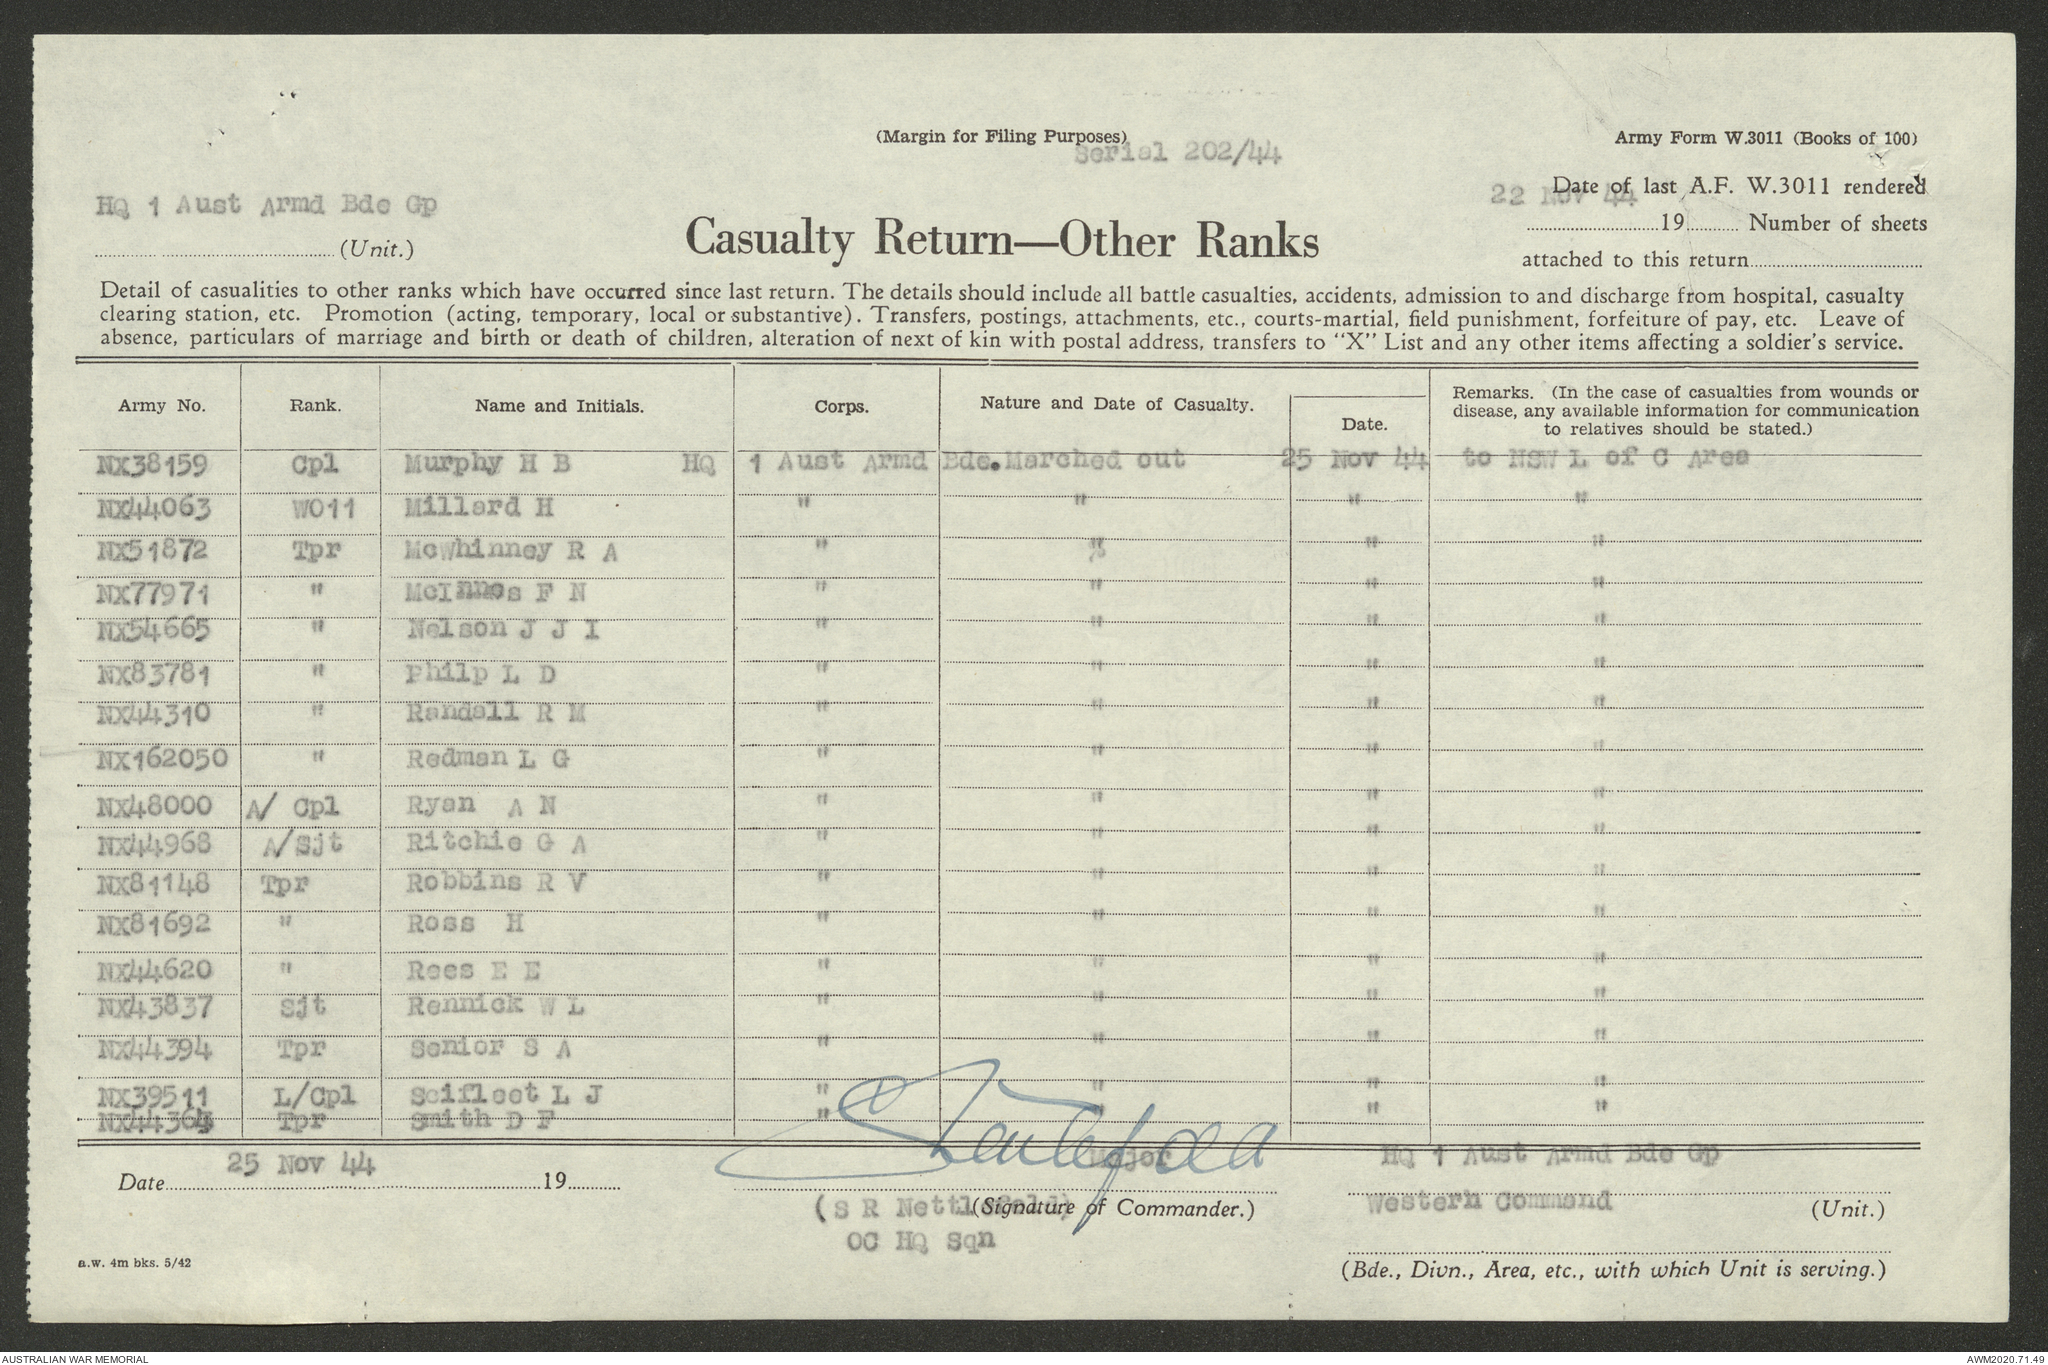 (Margin for Filing Purposes)
Army Form W.3011 (Books of 100)
Serial 202/44
Date of last A.F. W.3011 rendered
22 Nov 44
HQ 1 Aust Armd Bde Gp
..........19.......... Number of sheets
(Unit.)
Casualty Return—Other Ranks
attached to this return
Detail of casualities to other ranks which have occurred since last return. The details should include all battle casualties, accidents, admission to and discharge from hospital, casualty
clearing station, etc. Promotion (acting, temporary, local or substantive). Transfers, postings, attachments, etc., courts-martial, field punishment, forfeiture of pay, etc. Leave of
absence, particulars of marriage and birth or death of children, alteration of next of kin with postal address, transfers to "X" List and any other items affecting a soldier's service.
Army No. Rank. Name and Initials. Corps. Nature and Date of Casualty. Date. Remarks. (In the case of casualties from wounds or
disease, any available information for communication
to relatives should be stated.)
NX38159 Cpl Murphy H B HQ 1 Aust Armd Bde. Marched out 25 Nov 44 to NSW L of C Area
NX44063 WO11 Millard H " " " "
NX51872 Tpr McWhinney R A " " " "
NX77971 " McInnes F N " " " "
NX54665 " Nelson J J I " " " "
NX83781 " Philp L D " " " "
NX44310 " Randall R M " " " "
NX162050 " Redman L G " " " "
NX48000 A/ Cpl Ryan A N " " " "
NX44968 A/Sjt Ritchie G A " " " "
NX81148 Tpr Robbins R V " " " "
NX81692 " Ross H " " " "
NX44620 " Rees E E " " " "
NX43837 Sjt Rennick W L " " " "
NX44394 Tpr Senior S A " " " "
NX39511 L/Cpl Seifleet L J " " " "
Tpr Smith D F " " " "
25 Nov 44 Major HQ 1 Aust Armd Bde Gp
Date..........19..........
(S R Nettlefold) (Signature of Commander.) Western Command (Unit.)
OC HQ Sqn
a.w. 4m bks. 5/42
(Bde., Divn., Area, etc., with which Unit is serving.)
AUSTRALIAN WAR MEMORIAL
AWM2020.71.49